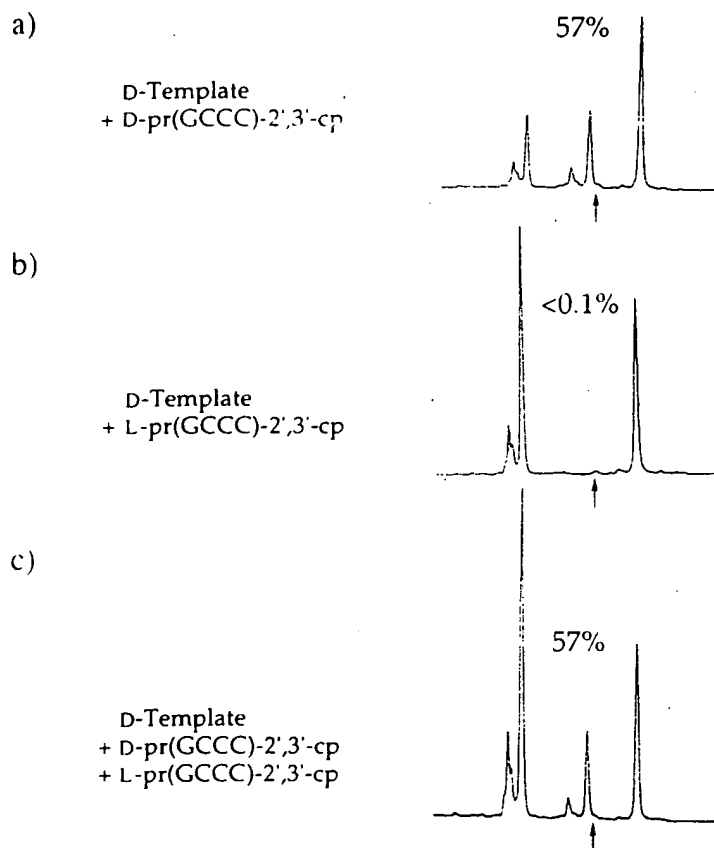 a)
57%
D-Template
+ D-pr(GCCC)-2',3'-cp
b)
<0.1%
D-Template
+ L-pr(GCCC)-2',3'-cp
c)
57%
D-Template
+ D-pr(GCCC)-2',3'-cp
+ L-pr(GCCC)-2',3'-cp